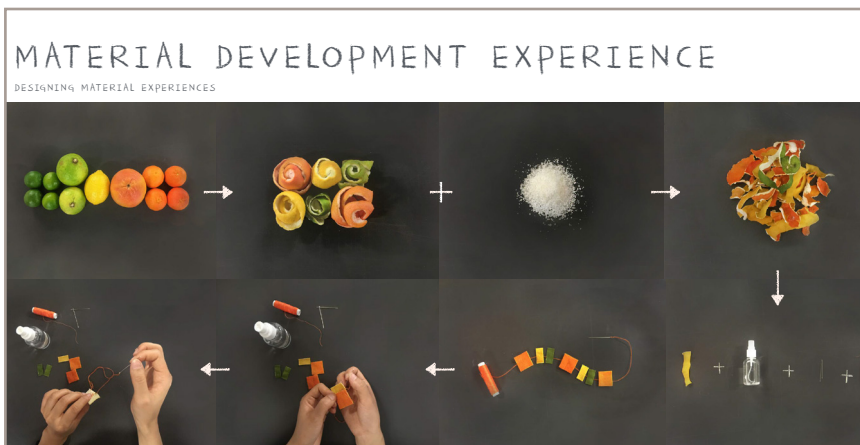 MATERIAL DEVELOPMENT EXPERIENCE
DESIGNING MATERIAL EXPERIENCES